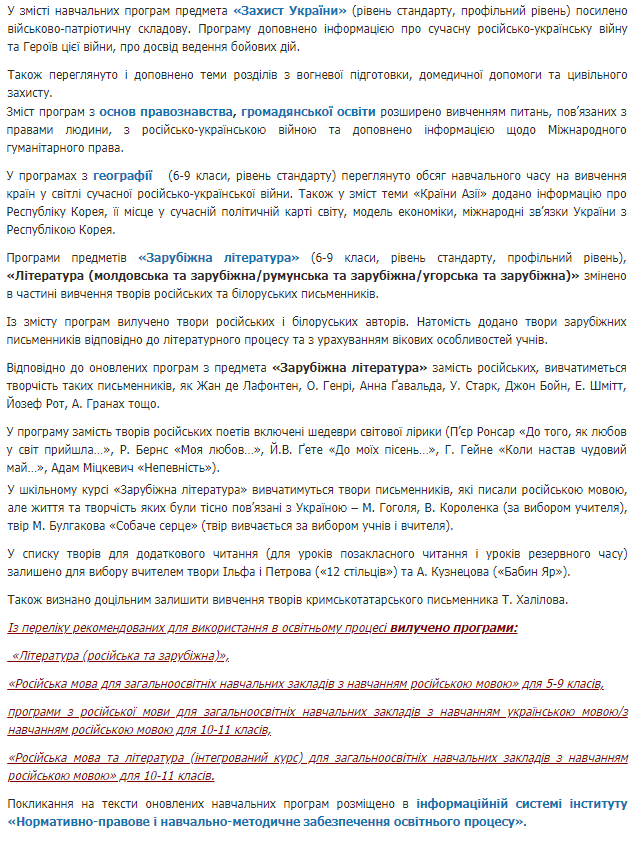 У змісті навчальних програм предмета «Захист України» (рівень стандарту, профільний рівень) посилено
військово-патріотичну складову. Програму доповнено інформацією про сучасну російсько-українську війну
та Героїв цієї війни, про досвід ведення бойових дій.
Також переглянуто і доповнено теми розділів з вогневої підготовки, домедичної допомоги та цивільного
захисту.
Зміст програм з основ правознавства, громадянської освіти розширено вивченням питань, пов’язаних з
правами людини, з російсько-українською війною та доповнено інформацією щодо Міжнародного
гуманітарного права.
У програмах з географії (6-9 класи, рівень стандарту) переглянуто обсяг навчального часу на вивчення
країн у світлі сучасної російсько-української війни. Також у зміст теми «Країни Азії» додано інформацію про
Республіку Корея, її місце у сучасній політичній карті світу, модель економіки, міжнародні зв’язки України з
Республікою Корея.
Програми предметів «Зарубіжна література» (6-9 класи, рівень стандарту, профільний рівень),
«Література (молдовська та зарубіжна/румунська та зарубіжна/угорська та зарубіжна)» змінено
в частині вивчення творів російських та білоруських письменників.
Із змісту програм вилучено твори російських і білоруських авторів. Натомість додано твори зарубіжних
письменників відповідно до літературного процесу та з урахуванням вікових особливостей учнів.
Відповідно до оновлених програм з предмета «Зарубіжна література» замість російських, вивчатиметься
творчість таких письменників, як Жан де Лафонтен, О. Генрі, Анна Ґавальда, У. Старк, Джон Бойн, Е. Шмітт,
Йозеф Рот, А. Гранах тощо.
У програму замість творів російських поетів включені шедеври світової лірики (П’єр Ронсар «До того, як любов
у світ прийшла…», Р. Бернс «Моя любов…», Й.В. Ґете «До моїх пісень…», Г. Гейне «Коли настав чудовий
май…», Адам Міцкевич «Непевність»).
У шкільному курсі «Зарубіжна література» вивчатимуться твори письменників, які писали російською мовою,
але життя та творчість яких були тісно пов’язані з Україною – М. Гоголя, В. Короленка (за вибором учителя),
твір М. Булгакова «Собаче серце» (твір вивчається за вибором учнів і вчителя).
У списку творів для додаткового читання (для уроків позакласного читання і уроків резервного часу)
залишено для вибору вчителем твори Ільфа і Петрова («12 стільців») та А. Кузнецова («Бабин Яр»).
Також визнано доцільним залишити вивчення творів кримськотатарського письменника Т. Халілова.
Із переліку рекомендованих для використання в освітньому процесі вилучено програми:
«Література (російська та зарубіжна)»,
«Російська мова для загальноосвітніх навчальних закладів з навчанням російською мовою» для 5-9 класів,
програми з російської мови для загальноосвітніх навчальних закладів з навчанням українською мовою/з
навчанням російською мовою для 10-11 класів,
«Російська мова та література (інтегрований курс) для загальноосвітніх навчальних закладів з навчанням
російською мовою» для 10-11 класів.
Покликання на тексти оновлених навчальних програм розміщено в інформаційній системі інституту
«Нормативно-правове і навчально-методичне забезпечення освітнього процесу».